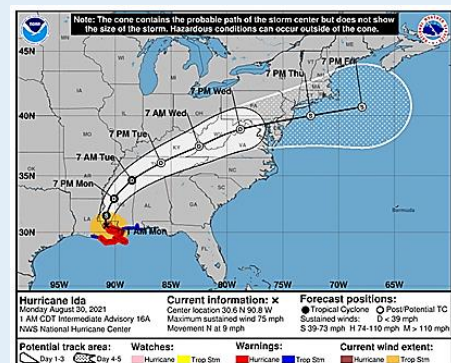 Note: The cone contains the probable path of the storm center but does not show
the size of the storm. Hazardous conditions can occur outside of the cone.
NOAA
45N
40N
35N
30N
7 PM Fri
7 PM Thu
7 PM Wed
7 AM Wed
7 PM Tue
7 AM Tue
7 PM Mon
1 AM Mon
Bermuda
95W 90W 85W 80W 75W 70W 65W
Hurricane Ida
Monday August 30, 2021
1 AM CDT Intermediate Advisory 16A
NWS National Hurricane Center
Current information: ×
Center location 30.6 N 90.8 W
Maximum sustained wind 75 mph
Movement N at 9 mph
Forecast positions:
● Tropical Cyclone ○ Post/Potential TC
Sustained winds: D < 39 mph
S 39-73 mph H 74-110 mph M > 110 mph
Potential track area: Watches: Warnings: Current wind extent:
Day 1-3 Day 4-5 Hurricane Trop Stm Hurricane Trop Stm Hurricane Trop Stm